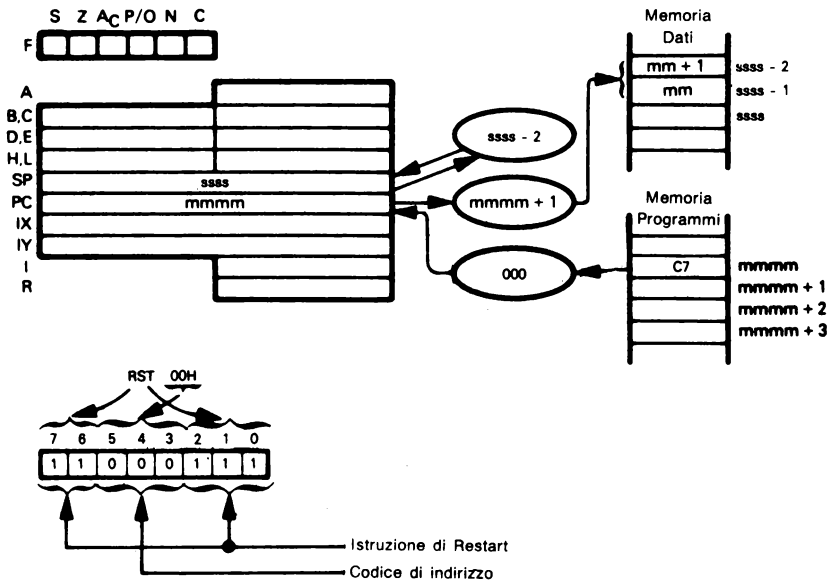 S Z AC P/O N C
F
A
B,C
D,E
H,L
SP ssss
PC mmmm
IX
IY
I
R
ssss - 2
mmmm + 1
000
Memoria
Dati
mm + 1 ssss - 2
mm ssss - 1
ssss
Memoria
Programmi
C7 mmmm
mmmm + 1
mmmm + 2
mmmm + 3
RST 00H
7 6 5 4 3 2 1 0
1 1 0 0 0 1 1 1
Istruzione di Restart
Codice di indirizzo